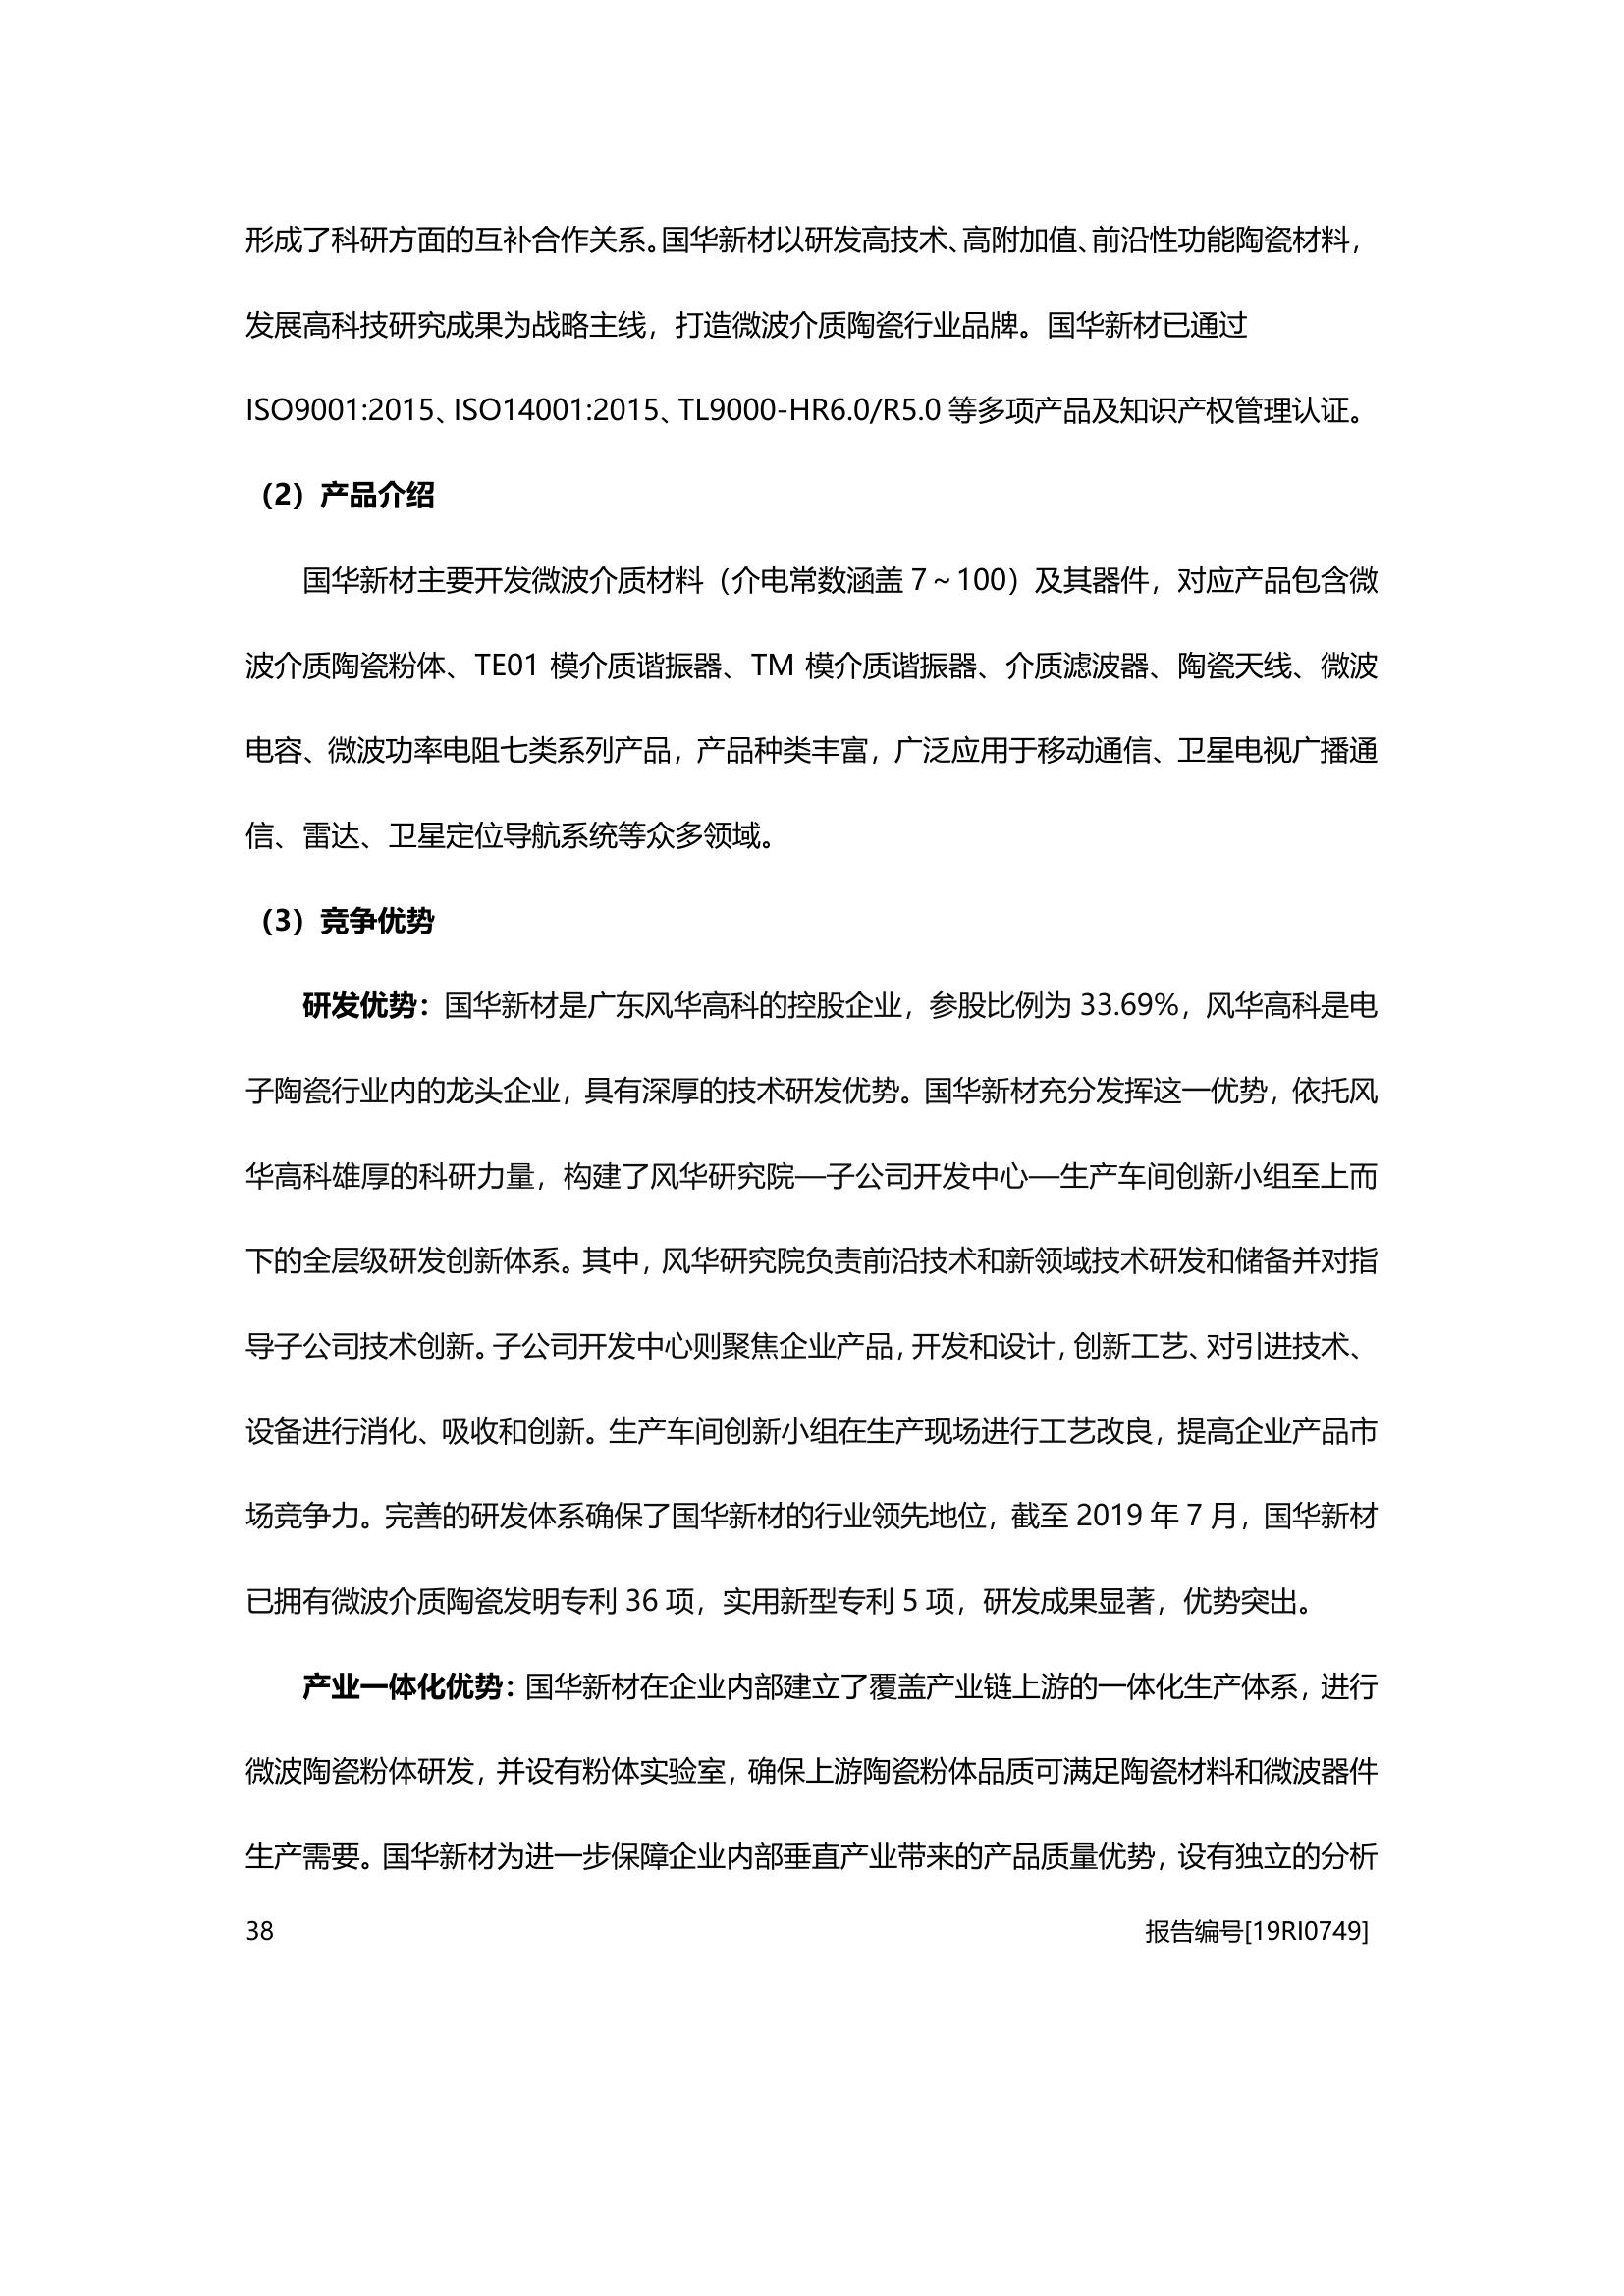 形成了科研方面的互补合作关系。国华新材以研发高技术、高附加值、前沿性功能陶瓷材料，
发展高科技研究成果为战略主线，打造微波介质陶瓷行业品牌。国华新材已通过
ISO9001:2015、ISO14001:2015、TL9000-HR6.0/R5.0 等多项产品及知识产权管理认证。
（2）产品介绍
国华新材主要开发微波介质材料（介电常数涵盖 7～100）及其器件，对应产品包含微
波介质陶瓷粉体、TE01 模介质谐振器、TM 模介质谐振器、介质滤波器、陶瓷天线、微波
电容、微波功率电阻七类系列产品，产品种类丰富，广泛应用于移动通信、卫星电视广播通
信、雷达、卫星定位导航系统等众多领域。
（3）竞争优势
研发优势：国华新材是广东风华高科的控股企业，参股比例为 33.69%，风华高科是电
子陶瓷行业内的龙头企业，具有深厚的技术研发优势。国华新材充分发挥这一优势，依托风
华高科雄厚的科研力量，构建了风华研究院—子公司开发中心—生产车间创新小组至上而
下的全层级研发创新体系。其中，风华研究院负责前沿技术和新领域技术研发和储备并对指
导子公司技术创新。子公司开发中心则聚焦企业产品，开发和设计，创新工艺、对引进技术、
设备进行消化、吸收和创新。生产车间创新小组在生产现场进行工艺改良，提高企业产品市
场竞争力。完善的研发体系确保了国华新材的行业领先地位，截至 2019 年 7 月，国华新材
已拥有微波介质陶瓷发明专利 36 项，实用新型专利 5 项，研发成果显著，优势突出。
产业一体化优势：国华新材在企业内部建立了覆盖产业链上游的一体化生产体系，进行
微波陶瓷粉体研发，并设有粉体实验室，确保上游陶瓷粉体品质可满足陶瓷材料和微波器件
生产需要。国华新材为进一步保障企业内部垂直产业带来的产品质量优势，设有独立的分析
38 报告编号[19RI0749]